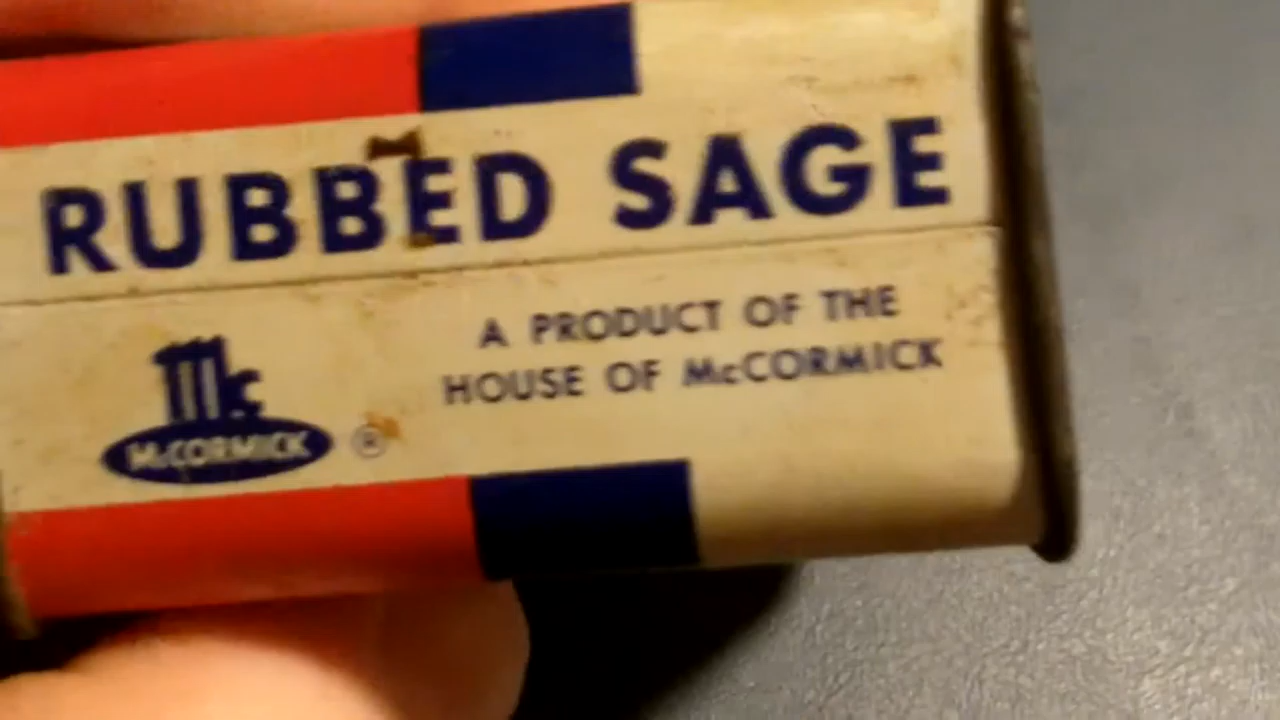 RUBBED SAGE
A PRODUCT OF THE
HOUSE OF McCORMICK
Mc
McCORMICK ®